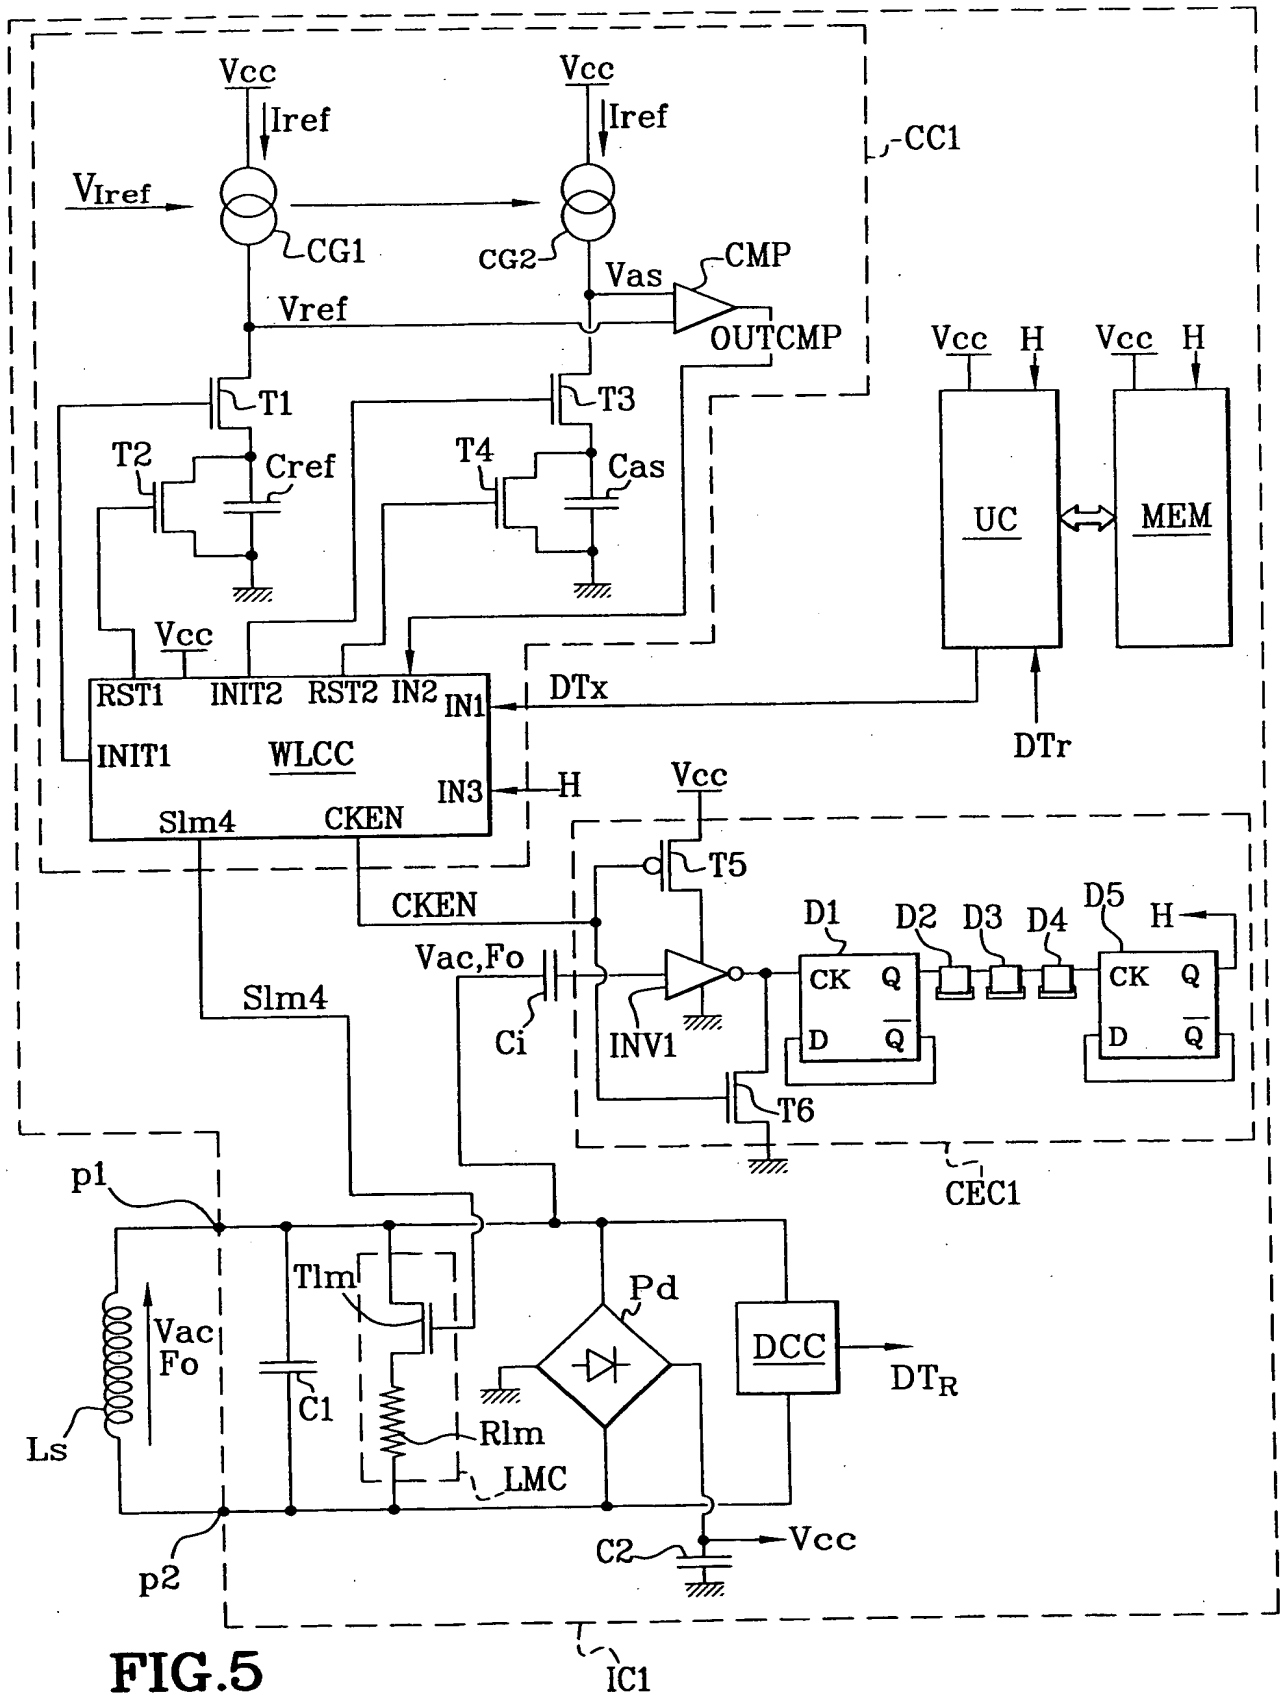 Vcc
Vcc
Iref
Iref
CC1
VIref
CG1
CG2
Vas
CMP
Vref
OUTCMP
Vcc
H
Vcc
H
T1
T3
T2
Cref
T4
Cas
UC
MEM
Vcc
RST1
INIT2
RST2
IN2
IN1
DTx
DTr
INIT1
WLCC
IN3
H
Slm4
CKEN
Vcc
T5
CKEN
D1
D2
D3
D4
D5
H
Vac,Fo
CK
Q
CK
Q
Slm4
Ci
INV1
D
Q
D
Q
T6
CEC1
p1
Tlm
Pd
Vac
Fo
DCC
DTR
C1
Ls
Rlm
LMC
p2
C2
Vcc
FIG.5
IC1